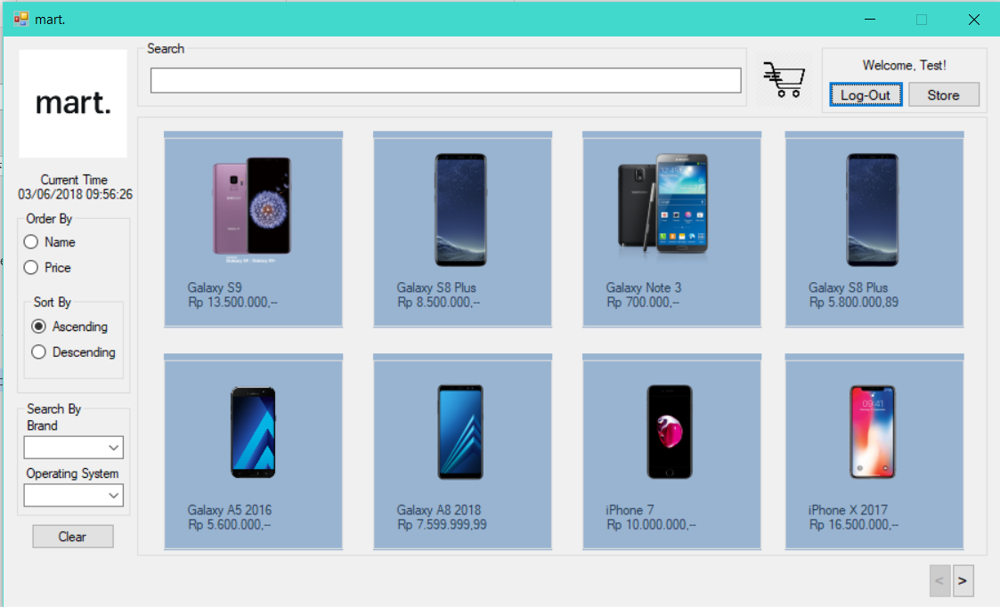 mart.
Search
mart.
Welcome, Test!
Log-Out
Store
Current Time
03/06/2018 09:56:26
Order By
Name
Price
Sort By
Ascending
Descending
Search By
Brand
Operating System
Clear
Galaxy S9
Rp 13.500.000,--
Galaxy S8 Plus
Rp 8.500.000,--
Galaxy Note 3
Rp 700.000,--
Galaxy S8 Plus
Rp 5.800.000,89
Galaxy A5 2016
Rp 5.600.000,--
Galaxy A8 2018
Rp 7.599.999,99
iPhone 7
Rp 10.000.000,--
09:41
iPhone X 2017
Rp 16.500.000,--
<
>